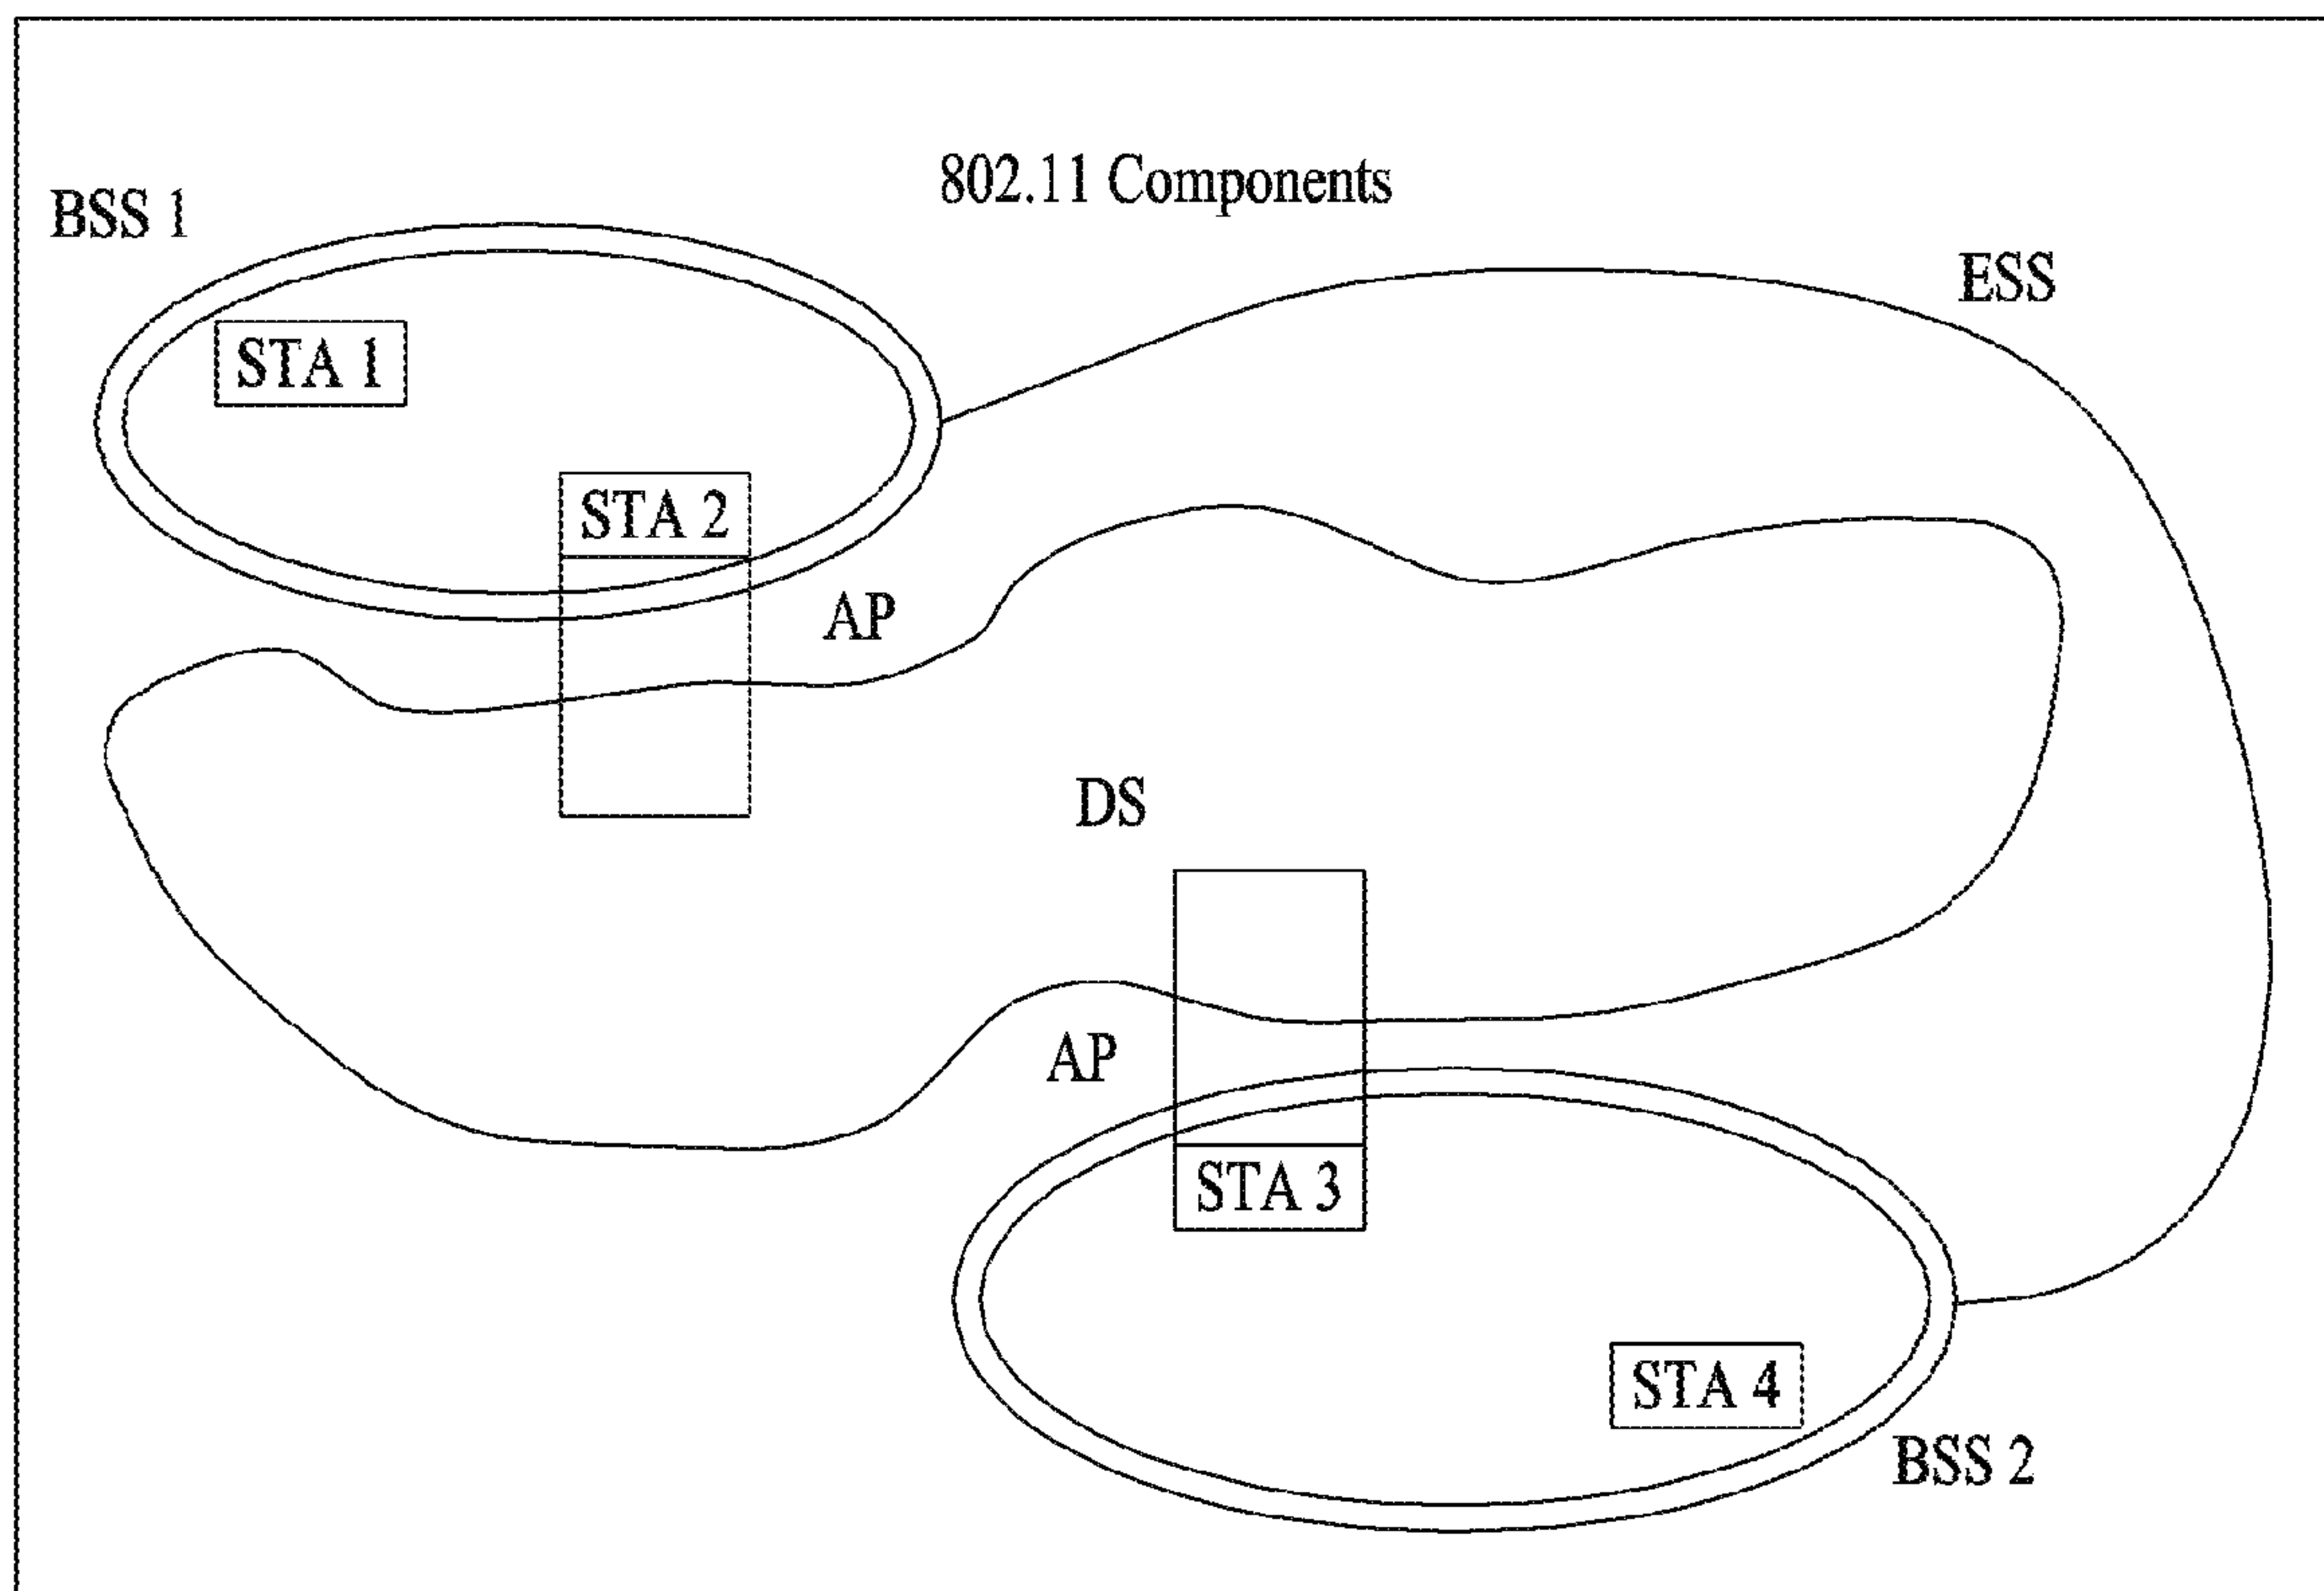 802.11 Components
BSS 1
ESS
STA 1
STA 2
AP
DS
AP
STA 3
STA 4
BSS 2